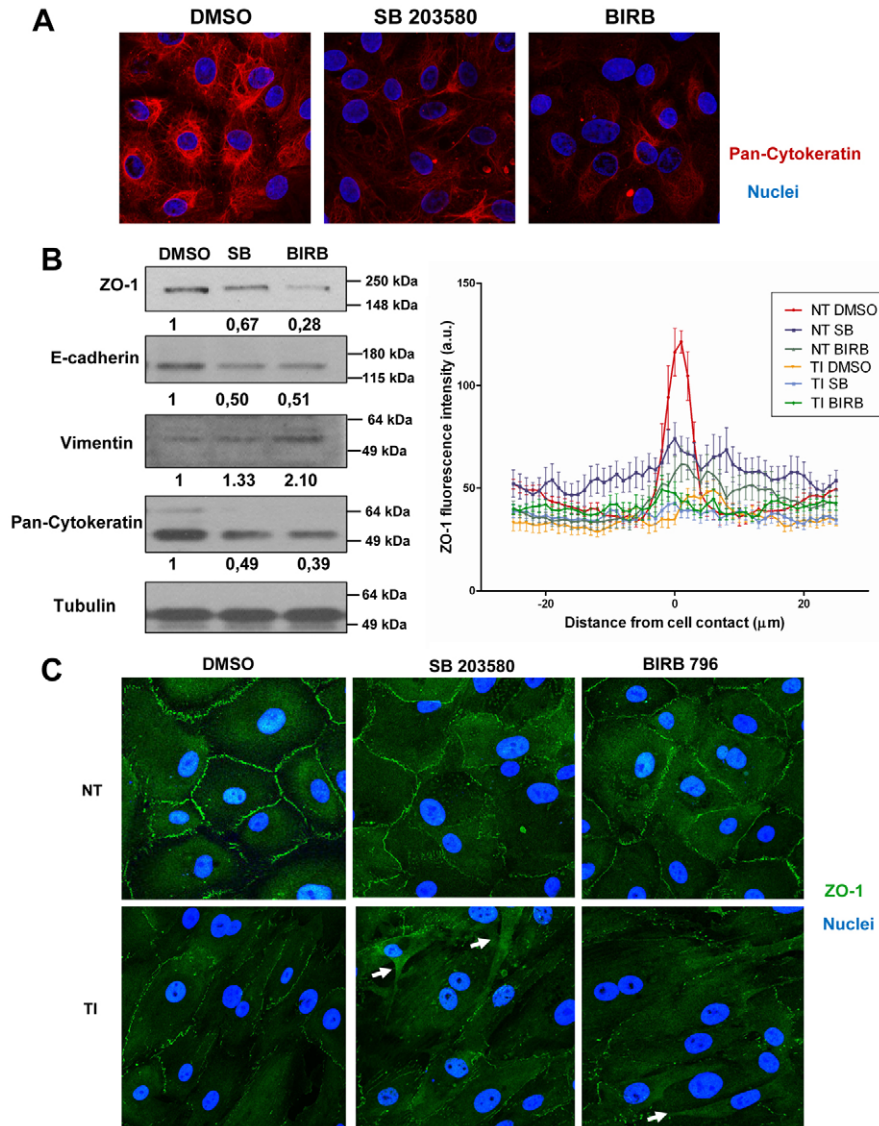 A
DMSO SB 203580 BIRB
Pan-Cytokeratin
Nuclei
B
DMSO SB BIRB
ZO-1
250 kDa
148 kDa
1 0,67 0,28
E-cadherin
180 kDa
115 kDa
1 0,50 0,51
Vimentin
64 kDa
49 kDa
1 1.33 2.10
Pan-Cytokeratin
64 kDa
49 kDa
1 0,49 0,39
Tubulin
64 kDa
49 kDa
ZO-1 fluorescence intensity (a.u.)
150
100
50
0
-20 0 20
Distance from cell contact (μm)
NT DMSO
NT SB
NT BIRB
TI DMSO
TI SB
TI BIRB
C
DMSO SB 203580 BIRB 796
NT
TI
ZO-1
Nuclei